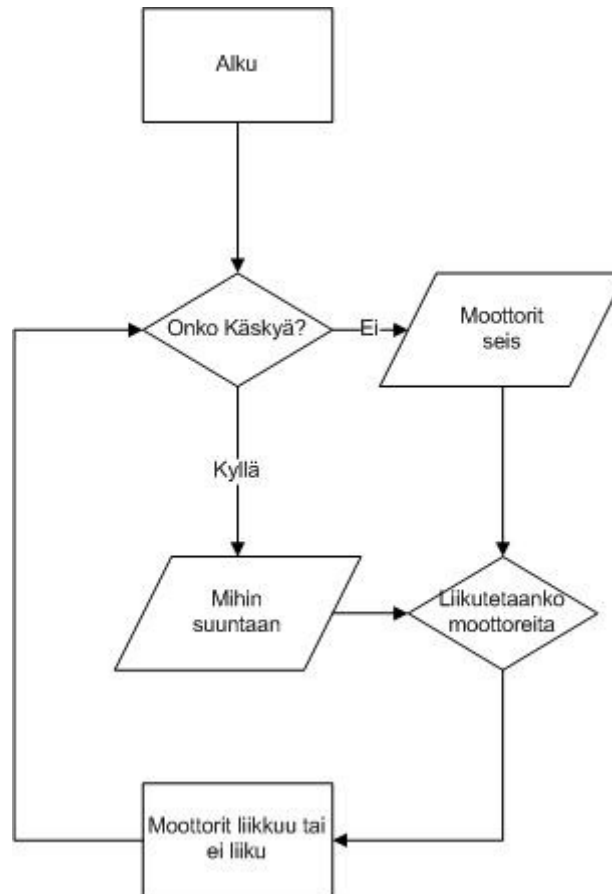 Alku
Onko Käskyä?
Ei
Moottorit
seis
Kyllä
Mihin
suuntaan
Liikutetaanko
moottoreita
Moottorit liikkuu tai
ei liiku